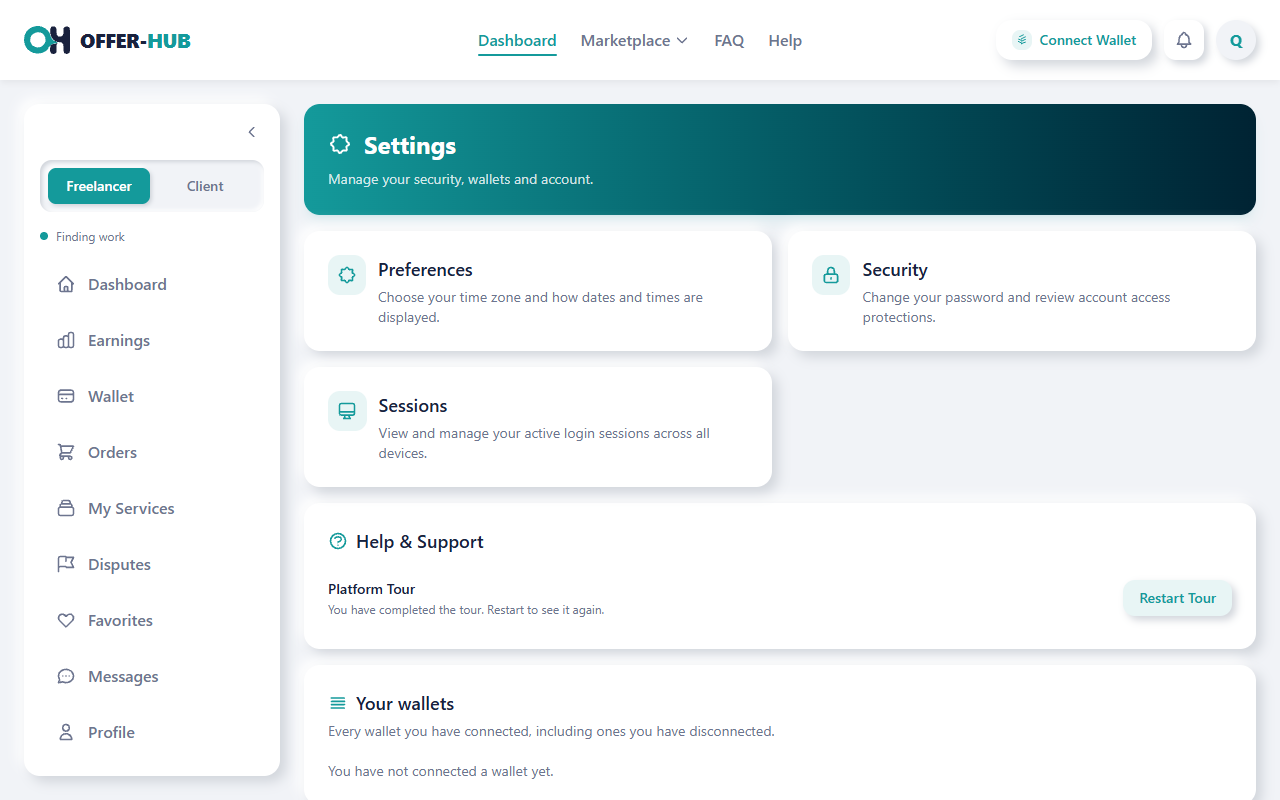 OH OFFER-HUB
Dashboard
Marketplace
FAQ
Help
Connect Wallet
Q
Freelancer
Client
Finding work
Dashboard
Earnings
Wallet
Orders
My Services
Disputes
Favorites
Messages
Profile
Settings
Manage your security, wallets and account.
Preferences
Choose your time zone and how dates and times are
displayed.
Security
Change your password and review account access
protections.
Sessions
View and manage your active login sessions across all
devices.
Help & Support
Platform Tour
You have completed the tour. Restart to see it again.
Restart Tour
Your wallets
Every wallet you have connected, including ones you have disconnected.
You have not connected a wallet yet.